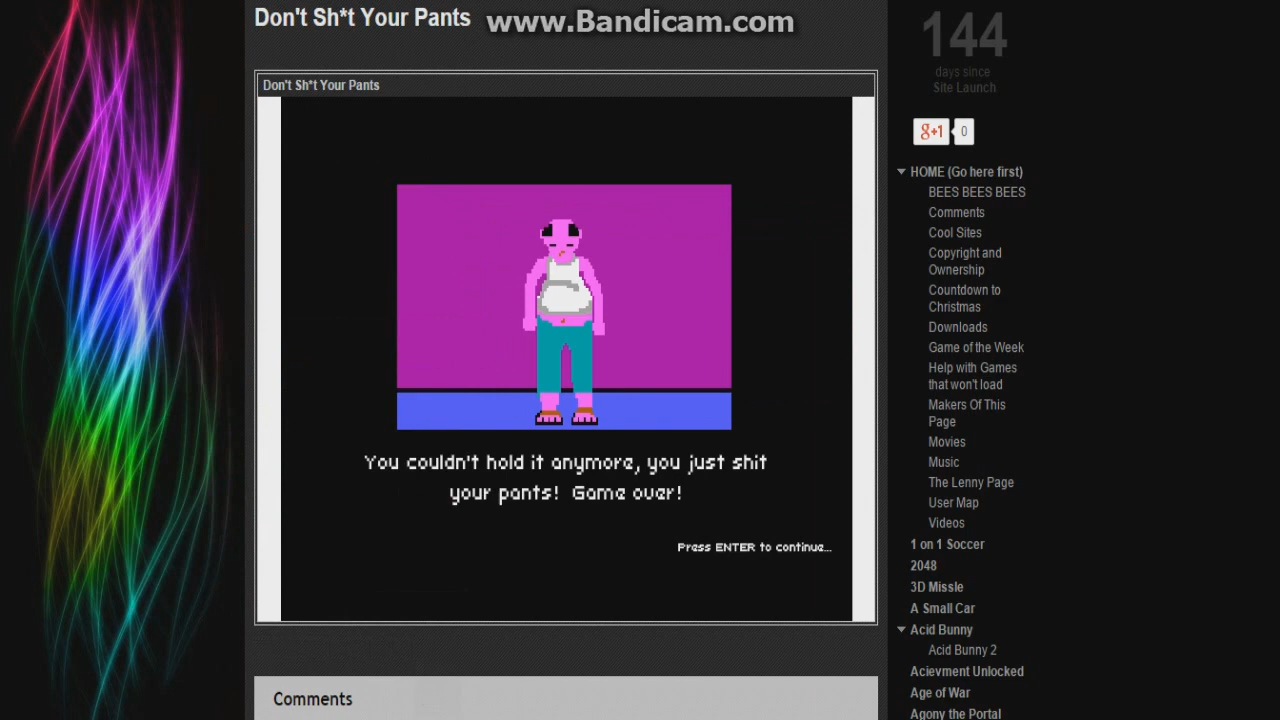 Don't Sh*t Your Pants
www.Bandicam.com
Don't Sh*t Your Pants
You couldn't hold it anymore, you just shit
your pants! Game over!
Press ENTER to continue...
Comments
144
days since
Site Launch
g+1
0
HOME (Go here first)
BEES BEES BEES
Comments
Cool Sites
Copyright and
Ownership
Countdown to
Christmas
Downloads
Game of the Week
Help with Games
that won't load
Makers Of This
Page
Movies
Music
The Lenny Page
User Map
Videos
1 on 1 Soccer
2048
3D Missle
A Small Car
Acid Bunny
Acid Bunny 2
Acievment Unlocked
Age of War
Agony the Portal